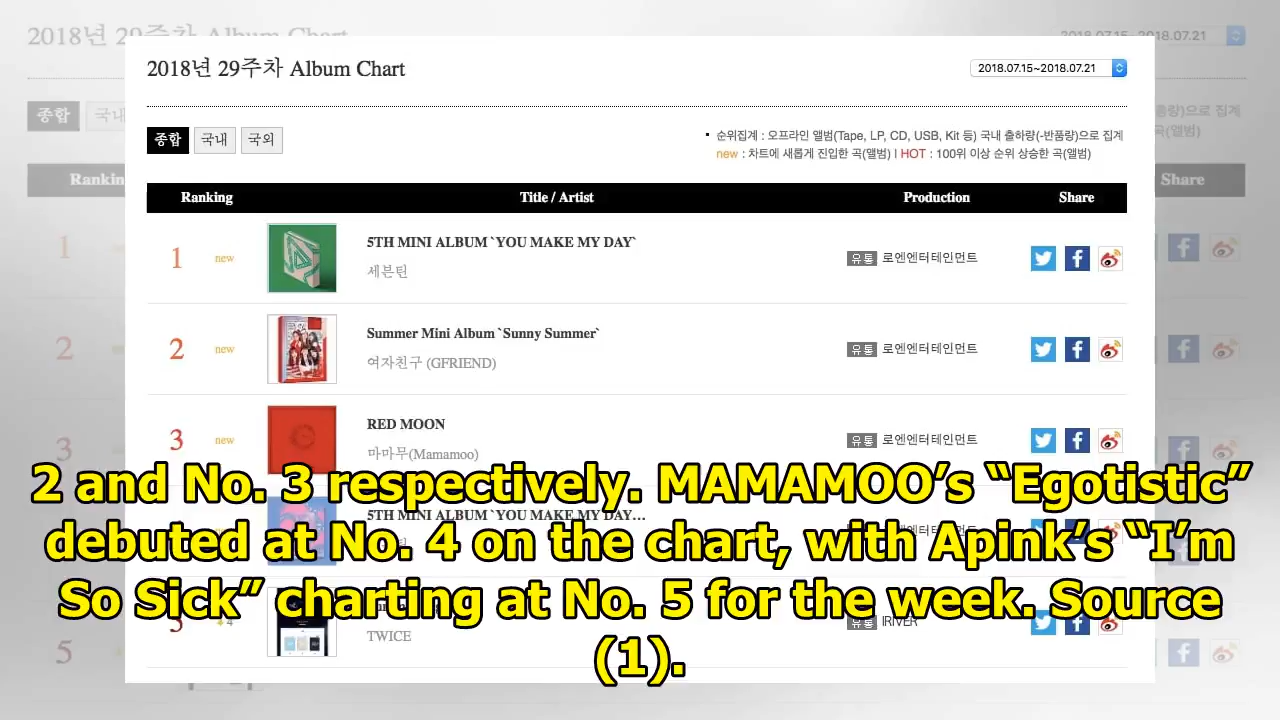 2018년 29주차 Album Chart
2018.07.15~2018.07.21
종합 국내 국외
순위집계 : 오프라인 앨범(Tape, LP, CD, USB, Kit 등) 국내 출하량(-반품량)으로 집계
new : 차트에 새롭게 진입한 곡(앨범) l HOT : 100위 이상 순위 상승한 곡(앨범)
Ranking Title / Artist Production Share
1 new 5TH MINI ALBUM `YOU MAKE MY DAY`
세븐틴
유통 로엔엔터테인먼트
2 new Summer Mini Album `Sunny Summer`
여자친구 (GFRIEND)
유통 로엔엔터테인먼트
3 new RED MOON
마마무(Mamamoo)
유통 로엔엔터테인먼트
5TH MINI ALBUM `YOU MAKE MY DAY...
TWICE
유통 IRIVER
2 and No. 3 respectively. MAMAMOO’s “Egotistic”
debuted at No. 4 on the chart, with Apink’s “I’m
So Sick” charting at No. 5 for the week. Source
(1).